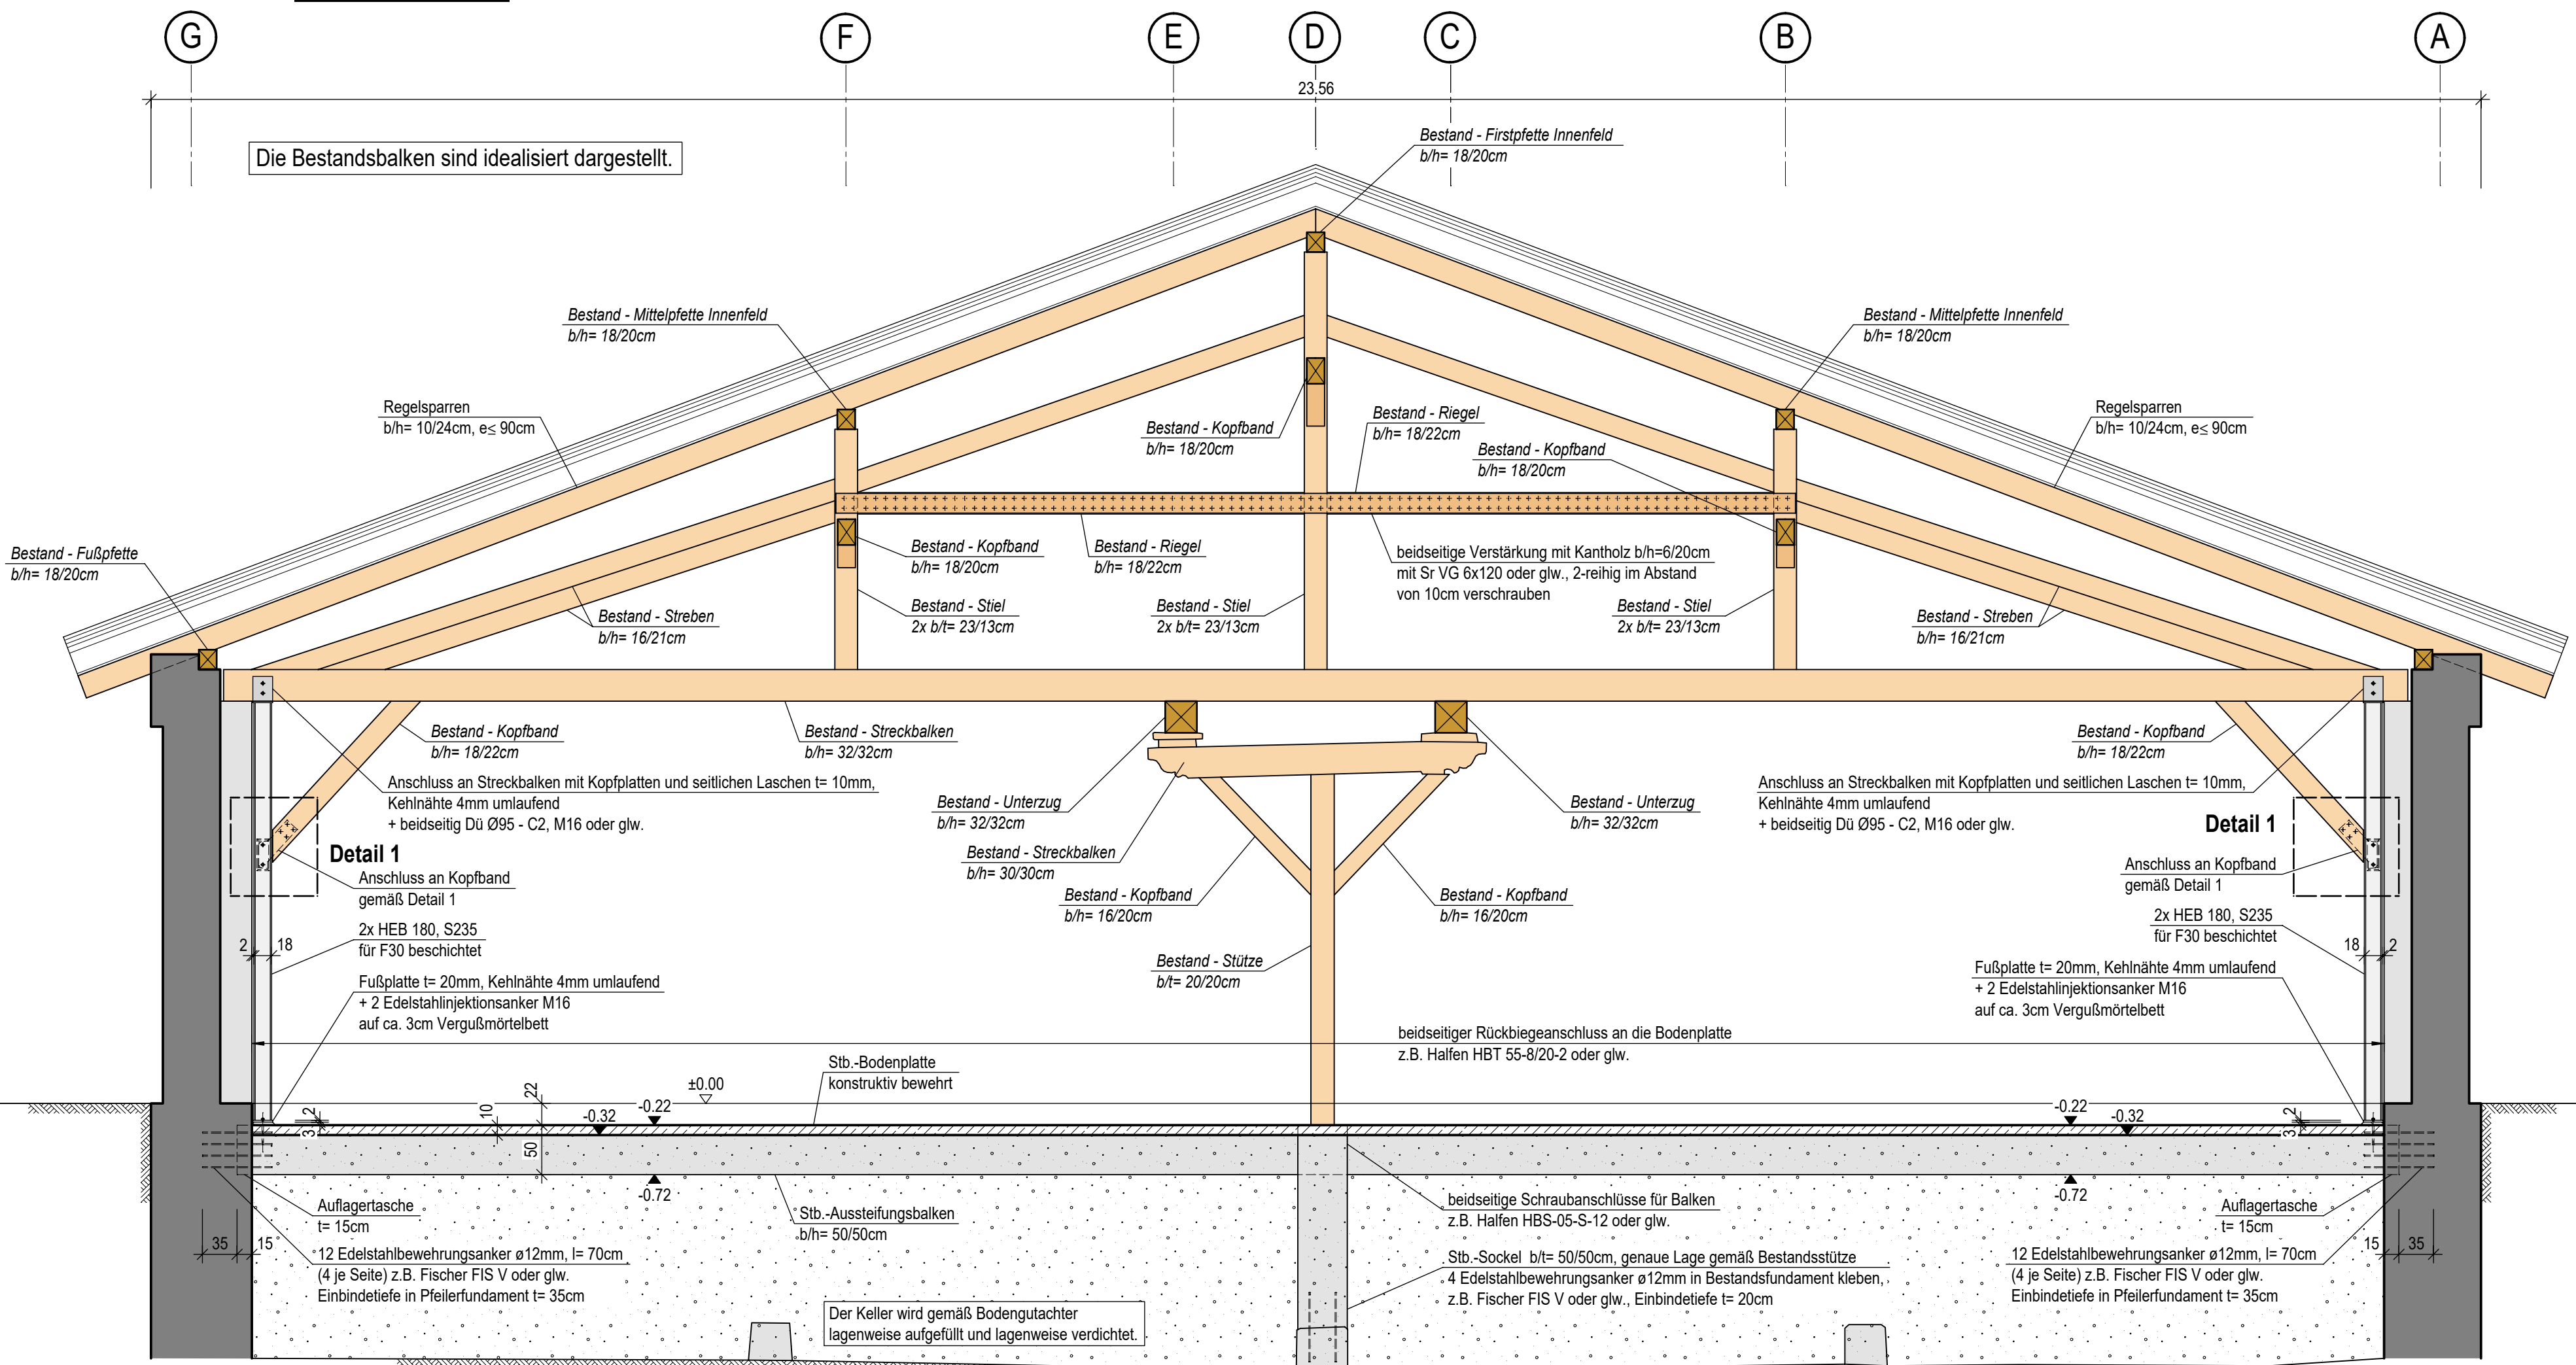 G
F
E
D
C
B
A
23.56
Die Bestandsbalken sind idealisiert dargestellt.
Bestand - Firstpfette Innenfeld
b/h= 18/20cm
Bestand - Mittelpfette Innenfeld
b/h= 18/20cm
Bestand - Mittelpfette Innenfeld
b/h= 18/20cm
Regelsparren
b/h= 10/24cm, e≤ 90cm
Bestand - Kopfband
b/h= 18/20cm
Bestand - Riegel
b/h= 18/22cm
Bestand - Kopfband
b/h= 18/20cm
Regelsparren
b/h= 10/24cm, e≤ 90cm
Bestand - Fußpfette
b/h= 18/20cm
Bestand - Kopfband
b/h= 18/20cm
Bestand - Riegel
b/h= 18/22cm
beidseitige Verstärkung mit Kantholz b/h=6/20cm
mit Sr VG 6x120 oder glw., 2-reihig im Abstand
von 10cm verschrauben
Bestand - Streben
b/h= 16/21cm
Bestand - Stiel
2x b/t= 23/13cm
Bestand - Stiel
2x b/t= 23/13cm
Bestand - Stiel
2x b/t= 23/13cm
Bestand - Streben
b/h= 16/21cm
Bestand - Kopfband
b/h= 18/22cm
Bestand - Streckbalken
b/h= 32/32cm
Bestand - Kopfband
b/h= 18/22cm
Anschluss an Streckbalken mit Kopfplatten und seitlichen Laschen t= 10mm,
Kehlnähte 4mm umlaufend
+ beidseitig Dü Ø95 - C2, M16 oder glw.
Bestand - Unterzug
b/h= 32/32cm
Bestand - Unterzug
b/h= 32/32cm
Anschluss an Streckbalken mit Kopfplatten und seitlichen Laschen t= 10mm,
Kehlnähte 4mm umlaufend
+ beidseitig Dü Ø95 - C2, M16 oder glw.
Detail 1
Anschluss an Kopfband
gemäß Detail 1
Bestand - Streckbalken
b/h= 30/30cm
Bestand - Kopfband
b/h= 16/20cm
Bestand - Kopfband
b/h= 16/20cm
Detail 1
Anschluss an Kopfband
gemäß Detail 1
2
18
2x HEB 180, S235
für F30 beschichtet
2x HEB 180, S235
für F30 beschichtet
18
2
Fußplatte t= 20mm, Kehlnähte 4mm umlaufend
+ 2 Edelstahlinjektionsanker M16
auf ca. 3cm Vergußmörtelbett
Bestand - Stütze
b/t= 20/20cm
Fußplatte t= 20mm, Kehlnähte 4mm umlaufend
+ 2 Edelstahlinjektionsanker M16
auf ca. 3cm Vergußmörtelbett
beidseitiger Rückbiegeanschluss an die Bodenplatte
z.B. Halfen HBT 55-8/20-2 oder glw.
Stb.-Bodenplatte
konstruktiv bewehrt
±0.00
2
3
10
22
50
-0.32
-0.22
-0.72
-0.22
-0.32
-0.72
2
3
Auflagertasche
t= 15cm
Stb.-Aussteifungsbalken
b/h= 50/50cm
beidseitige Schraubanschlüsse für Balken
z.B. Halfen HBS-05-S-12 oder glw.
Auflagertasche
t= 15cm
35
15
15
35
12 Edelstahlbewehrungsanker ø12mm, l= 70cm
(4 je Seite) z.B. Fischer FIS V oder glw.
Einbindetiefe in Pfeilerfundament t= 35cm
Stb.-Sockel b/t= 50/50cm, genaue Lage gemäß Bestandsstütze
4 Edelstahlbewehrungsanker ø12mm in Bestandsfundament kleben,
z.B. Fischer FIS V oder glw., Einbindetiefe t= 20cm
12 Edelstahlbewehrungsanker ø12mm, l= 70cm
(4 je Seite) z.B. Fischer FIS V oder glw.
Einbindetiefe in Pfeilerfundament t= 35cm
Der Keller wird gemäß Bodengutachter
lagenweise aufgefüllt und lagenweise verdichtet.